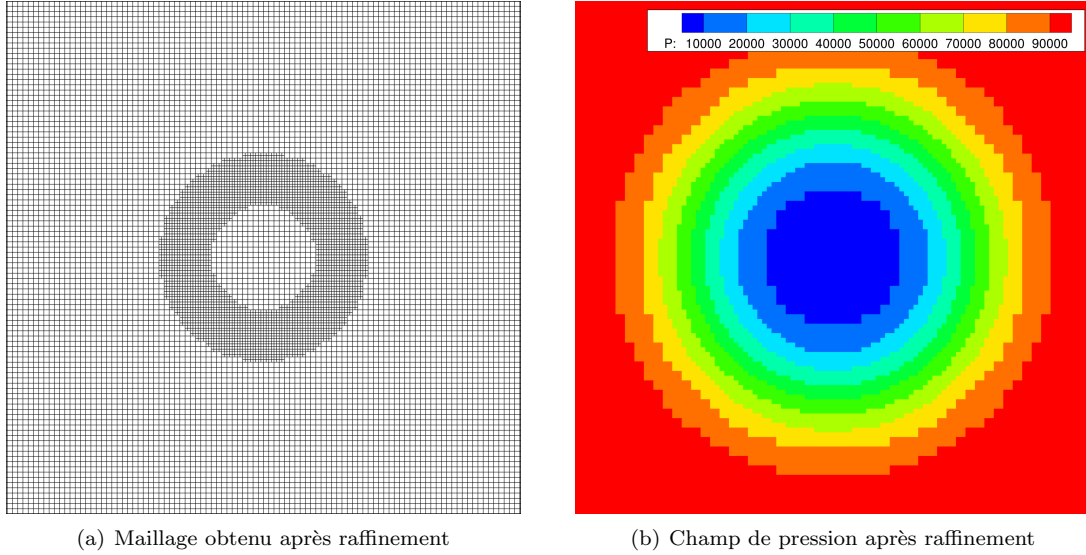 P: 10000 20000 30000 40000 50000 60000 70000 80000 90000
(a) Maillage obtenu après raffinement
(b) Champ de pression après raffinement